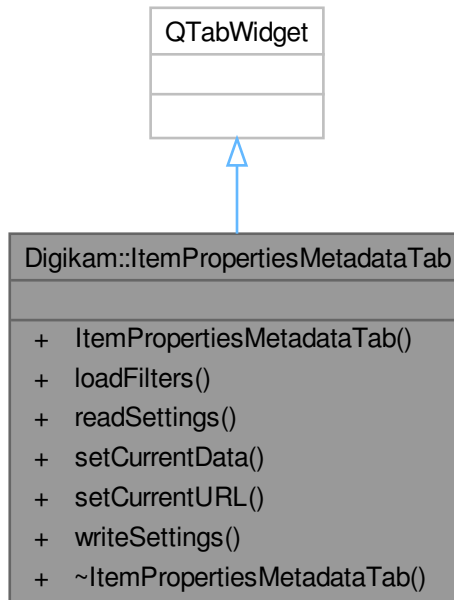 QTabWidget
Digikam::ItemPropertiesMetadataTab
+ ItemPropertiesMetadataTab()
+ loadFilters()
+ readSettings()
+ setCurrentData()
+ setCurrentURL()
+ writeSettings()
+ ~ItemPropertiesMetadataTab()